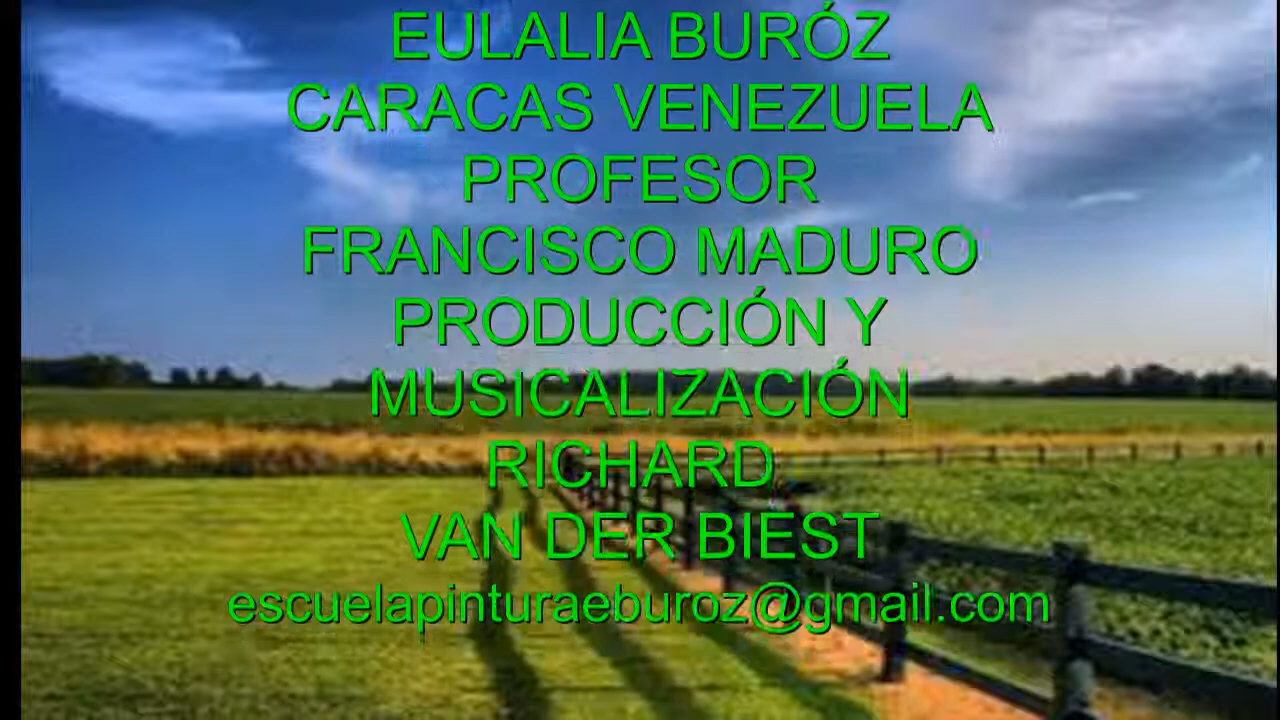 EULALIA BURÓZ
CARACAS VENEZUELA
PROFESOR
FRANCISCO MADURO
PRODUCCIÓN Y
MUSICALIZACIÓN
RICHARD
VAN DER BIEST
escuelapinturaeburoz@gmail.com